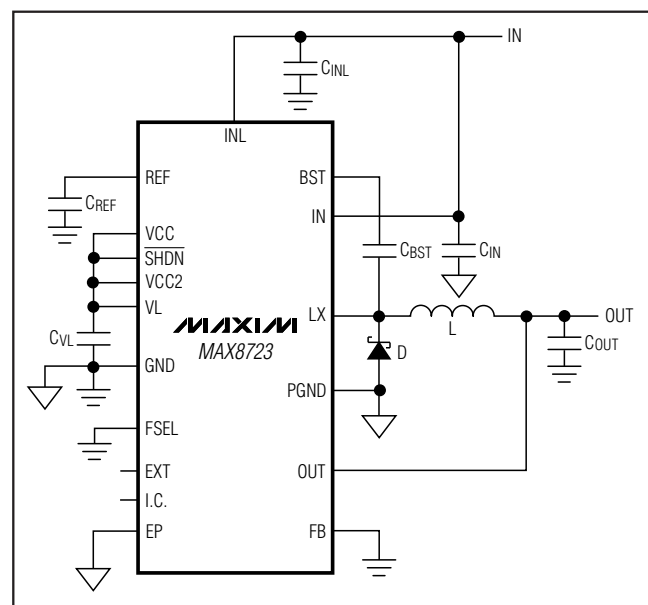 IN
CINL
INL
REF
BST
CREF
IN
VCC
SHDN
CBST
CIN
VCC2
VL
LX
OUT
MAXIM
L
CVL
MAX8723
D
COUT
GND
PGND
FSEL
EXT
OUT
I.C.
EP
FB